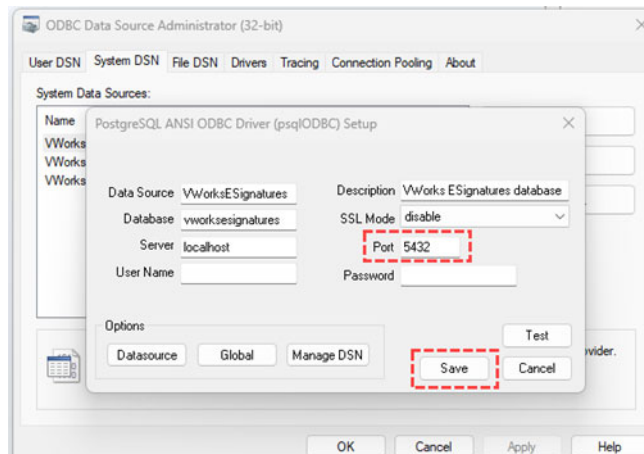 ODBC Data Source Administrator (32-bit)
User DSN System DSN File DSN Drivers Tracing Connection Pooling About
System Data Sources:
Name
VWorks
VWorks
VWorks
PostgreSQL ANSI ODBC Driver (psqlODBC) Setup
Data Source VWorksESignatures Description VWorks ESignatures database
Database vworksesignatures SSL Mode disable
Server localhost Port 5432
User Name Password
Options
Datasource Global Manage DSN
Test
Save Cancel
ovider.
OK Cancel Apply Help